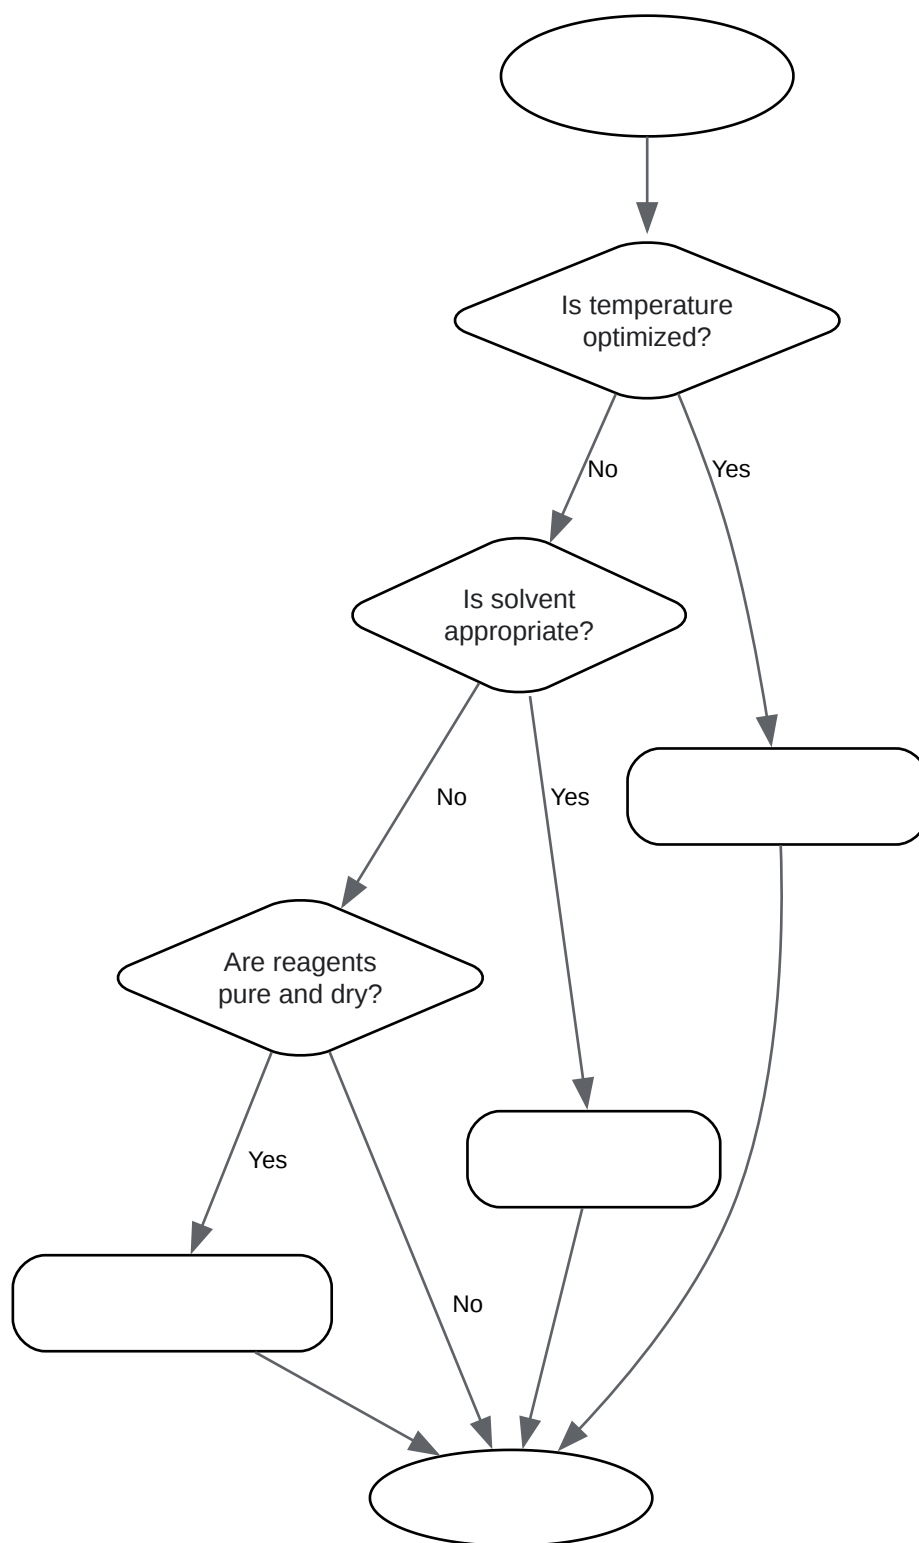 Is temperature
optimized?
No
Yes
Is solvent
appropriate?
No
Yes
Are reagents
pure and dry?
Yes
No